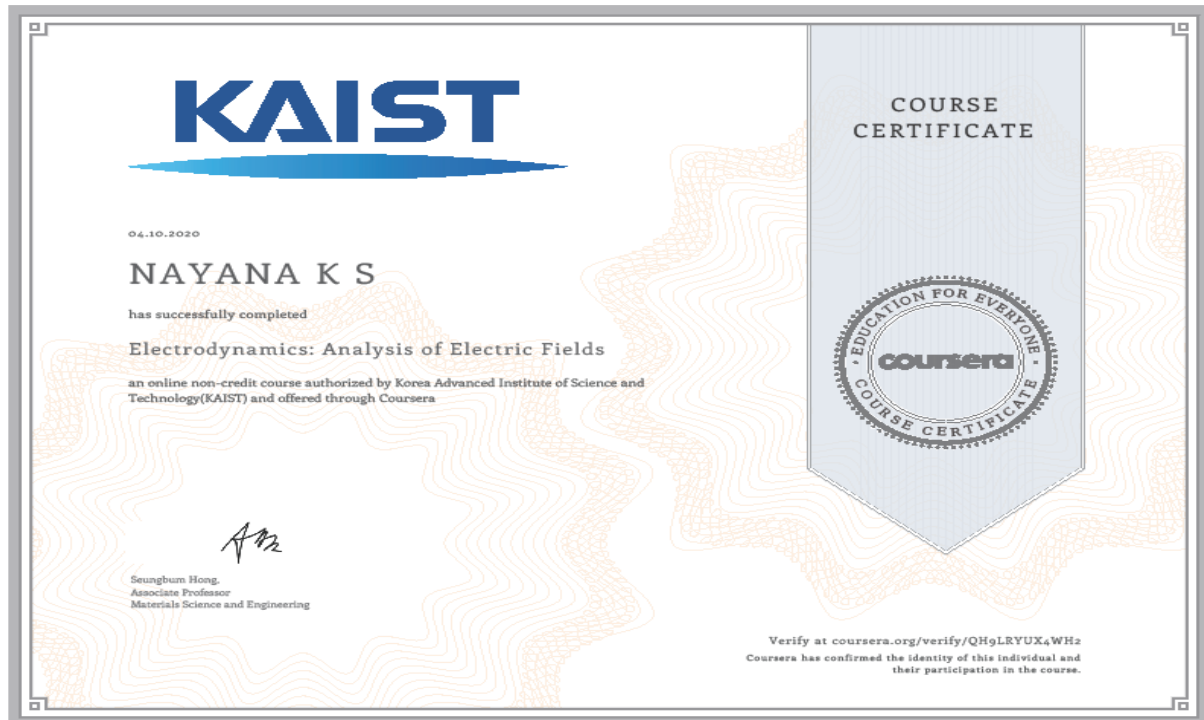 KAIST
COURSE
CERTIFICATE
04.10.2020
NAYANA K S
has successfully completed
Electrodynamics: Analysis of Electric Fields
an online non-credit course authorized by Korea Advanced Institute of Science and
Technology(KAIST) and offered through Coursera
EDUCATION FOR EVERYONE
coursera
COURSE CERTIFICATE
Seungbum Hong,
Associate Professor
Materials Science and Engineering
Verify at coursera.org/verify/QH9LRYUX4WH2
Coursera has confirmed the identity of this individual and
their participation in the course.